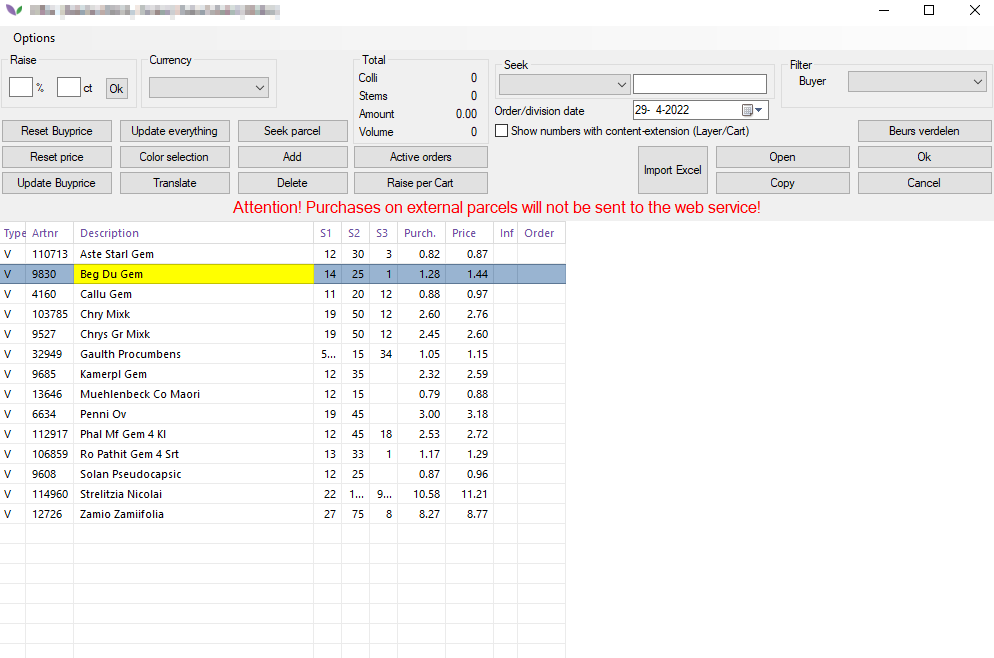 Options
Raise
% ct Ok
Currency
Total
Colli 0
Stems 0
Amount 0.00
Volume 0
Seek
Order/division date 29- 4-2022
Show numbers with content-extension (Layer/Cart)
Filter
Buyer
Reset Buyprice Update everything Seek parcel Beurs verdelen
Reset price Color selection Add Active orders Import Excel Open Ok
Update Buyprice Translate Delete Raise per Cart Copy Cancel
Attention! Purchases on external parcels will not be sent to the web service!
Type Artnr Description S1 S2 S3 Purch. Price Inf Order
V 110713 Aste Starl Gem 12 30 3 0.82 0.87
V 9830 Beg Du Gem 14 25 1 1.28 1.44
V 4160 Callu Gem 11 20 12 0.88 0.97
V 103785 Chry Mixk 19 50 12 2.60 2.76
V 9527 Chrys Gr Mixk 19 50 12 2.45 2.60
V 32949 Gaulth Procumbens 5... 15 34 1.05 1.15
V 9685 Kamerpl Gem 12 35 2.32 2.59
V 13646 Muehlenbeck Co Maori 12 15 0.79 0.88
V 6634 Penni Ov 19 45 3.00 3.18
V 112917 Phal Mf Gem 4 Kl 12 45 18 2.53 2.72
V 106859 Ro Pathit Gem 4 Srt 13 33 1 1.17 1.29
V 9608 Solan Pseudocapsic 12 25 0.87 0.96
V 114960 Strelitzia Nicolai 22 1... 9... 10.58 11.21
V 12726 Zamio Zamiifolia 27 75 8 8.27 8.77